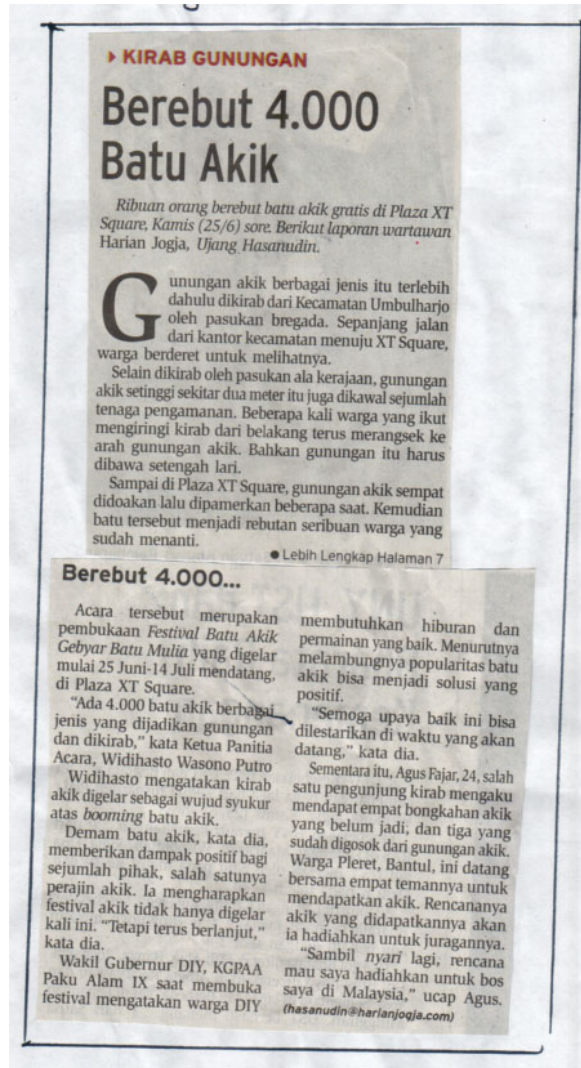 ▸ KIRAB GUNUNGAN
Berebut 4.000
Batu Akik
Ribuan orang berebut batu akik gratis di Plaza XT
Square, Kamis (25/6) sore. Berikut laporan wartawan
Harian Jogja, Ujang Hasanudin.
Gunungan akik berbagai jenis itu terlebih
dahulu dikirab dari Kecamatan Umbulharjo
oleh pasukan bregada. Sepanjang jalan
dari kantor kecamatan menuju XT Square,
warga berderet untuk melihatnya.
Selain dikirab oleh pasukan ala kerajaan, gunungan
akik setinggi sekitar dua meter itu juga dikawal sejumlah
tenaga pengamanan. Beberapa kali warga yang ikut
mengiringi kirab dari belakang terus merangsek ke
arah gunungan akik. Bahkan gunungan itu harus
dibawa setengah lari.
Sampai di Plaza XT Square, gunungan akik sempat
didoakan lalu dipamerkan beberapa saat. Kemudian
batu tersebut menjadi rebutan seribuan warga yang
sudah menanti.
● Lebih Lengkap Halaman 7
Berebut 4.000...
Acara tersebut merupakan
pembukaan Festival Batu Akik
Gebyar Batu Mulia yang digelar
mulai 25 Juni-14 Juli mendatang,
di Plaza XT Square.
"Ada 4.000 batu akik berbagai
jenis yang dijadikan gunungan
dan dikirab," kata Ketua Panitia
Acara, Widihasto Wasono Putro
Widihasto mengatakan kirab
akik digelar sebagai wujud syukur
atas booming batu akik.
Demam batu akik, kata dia,
memberikan dampak positif bagi
sejumlah pihak, salah satunya
perajin akik. Ia mengharapkan
festival akik tidak hanya digelar
kali ini. "Tetapi terus berlanjut,"
kata dia.
Wakil Gubernur DIY, KGPAA
Paku Alam IX saat membuka
festival mengatakan warga DIY
membutuhkan hiburan dan
permainan yang baik. Menurutnya
melambungnya popularitas batu
akik bisa menjadi solusi yang
positif.
"Semoga upaya baik ini bisa
dilestarikan di waktu yang akan
datang," kata dia.
Sementara itu, Agus Fajar, 24, salah
satu pengunjung kirab mengaku
mendapat empat bongkahan akik
yang belum jadi, dan tiga yang
sudah digosok dari gunungan akik.
Warga Pleret, Bantul, ini datang
bersama empat temannya untuk
mendapatkan akik. Rencananya
akik yang didapatkannya akan
ia hadiahkan untuk juragannya.
"Sambil nyari lagi, rencana
mau saya hadiahkan untuk bos
saya di Malaysia," ucap Agus.
(hasanudin@harianjogja.com)